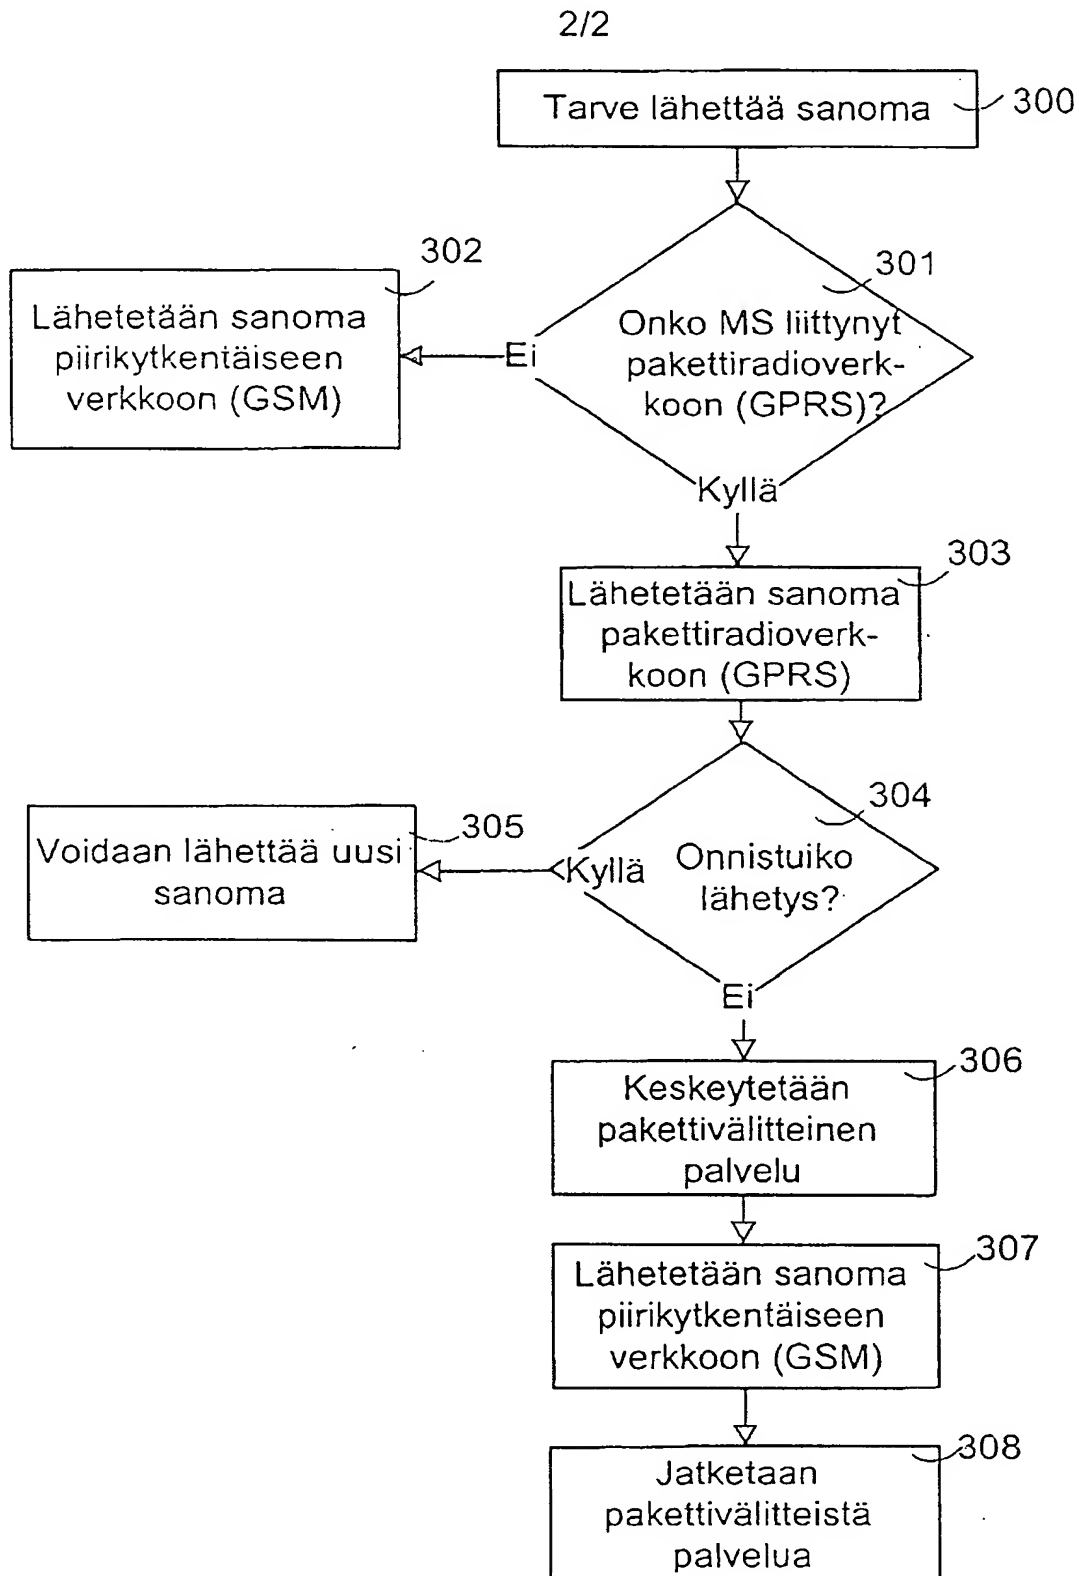 2/2
Tarve lähettää sanoma
300
301
Onko MS liittynyt
pakettiradioverk-
koon (GPRS)?
302
Lähetetään sanoma
piirikytkentäiseen
verkkoon (GSM)
Ei
Kyllä
303
Lähetetään sanoma
pakettiradioverk-
koon (GPRS)
304
Onnistuiko
lähetys?
305
Voidaan lähettää uusi
sanoma
Kyllä
Ei
306
Keskeytetään
pakettivälitteinen
palvelu
307
Lähetetään sanoma
piirikytkentäiseen
verkkoon (GSM)
308
Jatketaan
pakettivälitteistä
palvelua